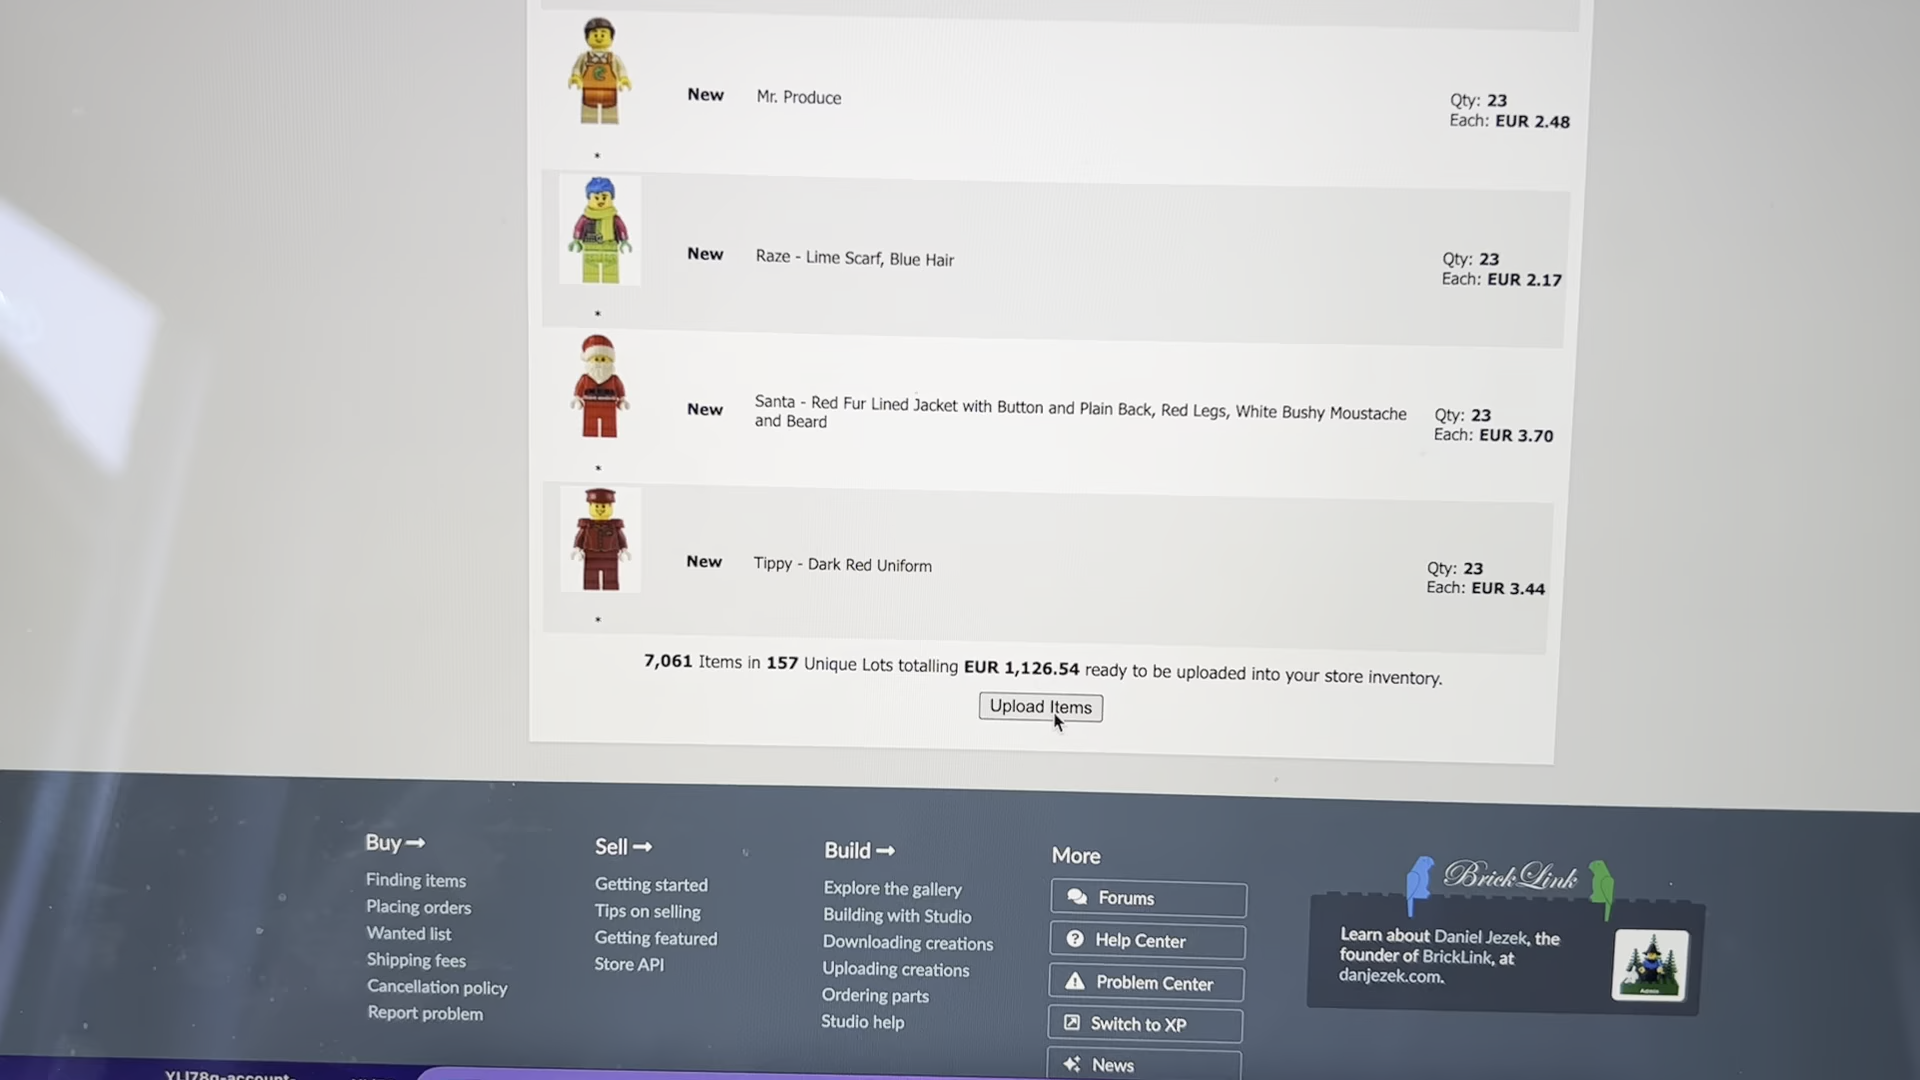 New
Mr. Produce
Qty: 23
Each: EUR 2.48
*
New
Raze - Lime Scarf, Blue Hair
Qty: 23
Each: EUR 2.17
*
New
Santa - Red Fur Lined Jacket with Button and Plain Back, Red Legs, White Bushy Moustache
and Beard
Qty: 23
Each: EUR 3.70
*
New
Tippy - Dark Red Uniform
Qty: 23
Each: EUR 3.44
*
7,061 Items in 157 Unique Lots totalling EUR 1,126.54 ready to be uploaded into your store inventory.
Upload Items
Buy→
Finding items
Placing orders
Wanted list
Shipping fees
Cancellation policy
Report problem
Sell →
Getting started
Tips on selling
Getting featured
Store API
Build →
Explore the gallery
Building with Studio
Downloading creations
Uploading creations
Ordering parts
Studio help
More
Forums
Help Center
Problem Center
Switch to XP
News
BrickLink
Learn about Daniel Jezek, the
founder of BrickLink, at
danjezek.com.
Admin